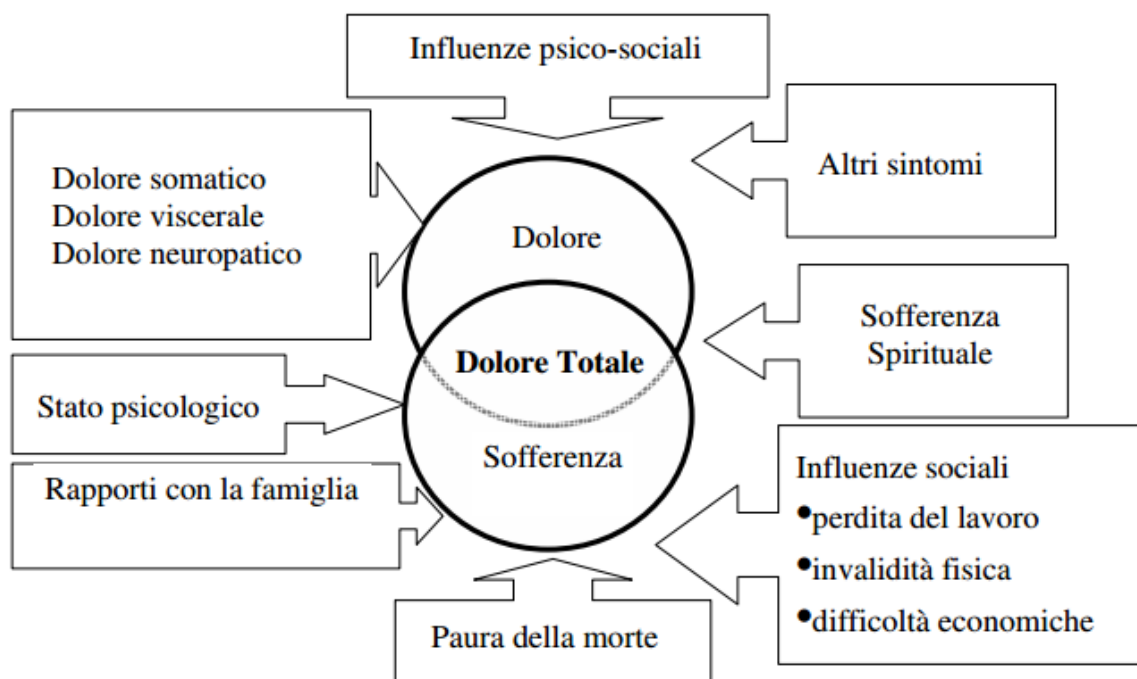 Influenze psico-sociali
Dolore somatico
Dolore viscerale
Dolore neuropatico
Altri sintomi
Dolore
Sofferenza
Spirituale
Dolore Totale
Stato psicologico
Sofferenza
Rapporti con la famiglia
Influenze sociali
•perdita del lavoro
•invalidità fisica
•difficoltà economiche
Paura della morte